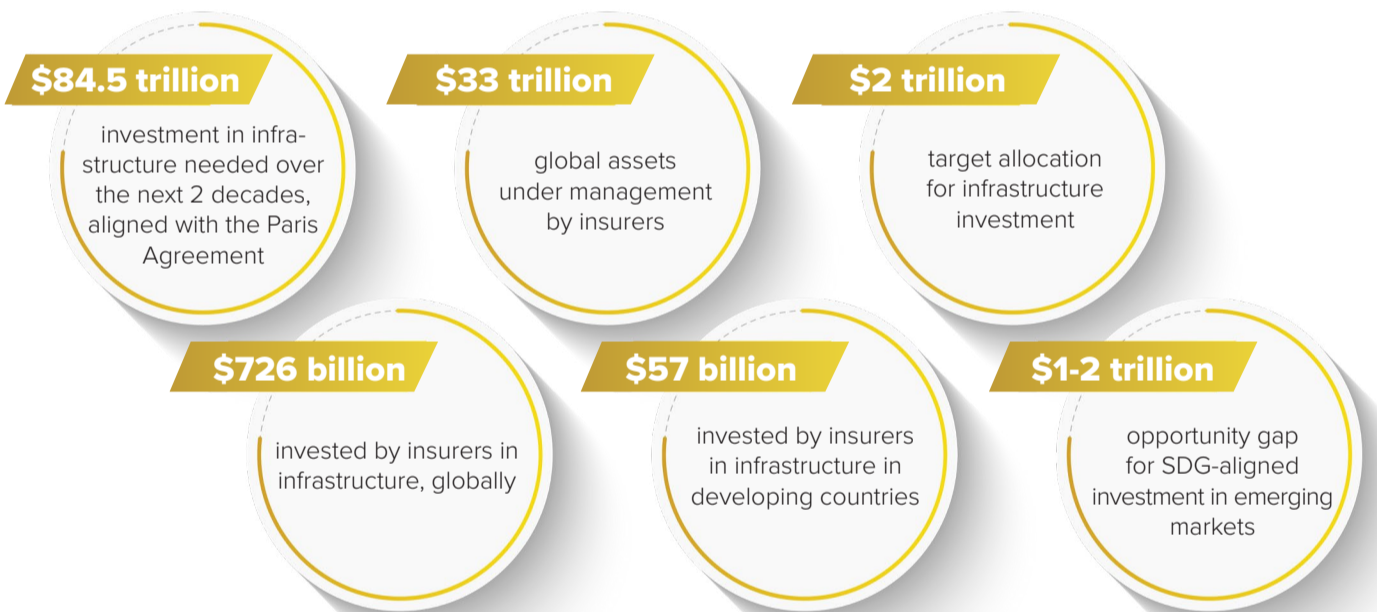 $84.5 trillion
investment in infra-
structure needed over
the next 2 decades,
aligned with the Paris
Agreement
$33 trillion
global assets
under management
by insurers
$2 trillion
target allocation
for infrastructure
investment
$726 billion
invested by insurers in
infrastructure, globally
$57 billion
invested by insurers
in infrastructure in
developing countries
$1-2 trillion
opportunity gap
for SDG-aligned
investment in emerging
markets